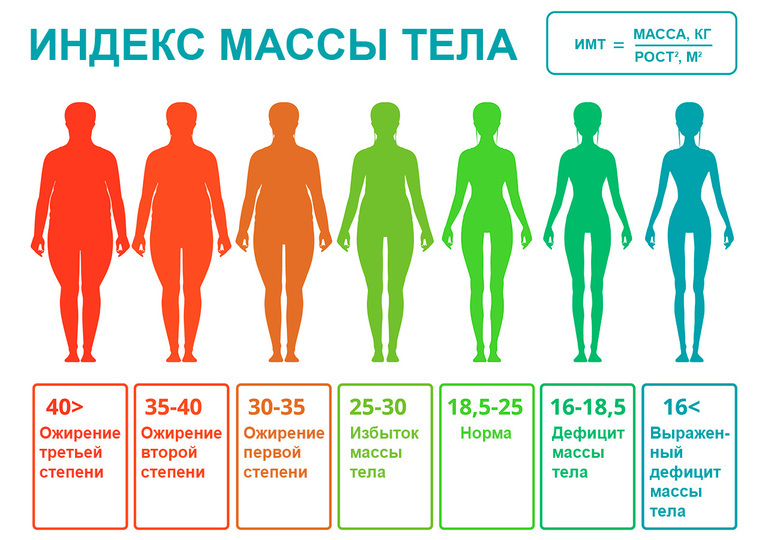 ИНДЕКС МАССЫ ТЕЛА
ИМТ = МАССА, КГ
РОСТ², М²
40>
Ожирение
третьей
степени
35-40
Ожирение
второй
степени
30-35
Ожирение
первой
степени
25-30
Избыток
массы
тела
18,5-25
Норма
16-18,5
Дефицит
массы
тела
16<
Выражен-
ный
дефицит
массы
тела